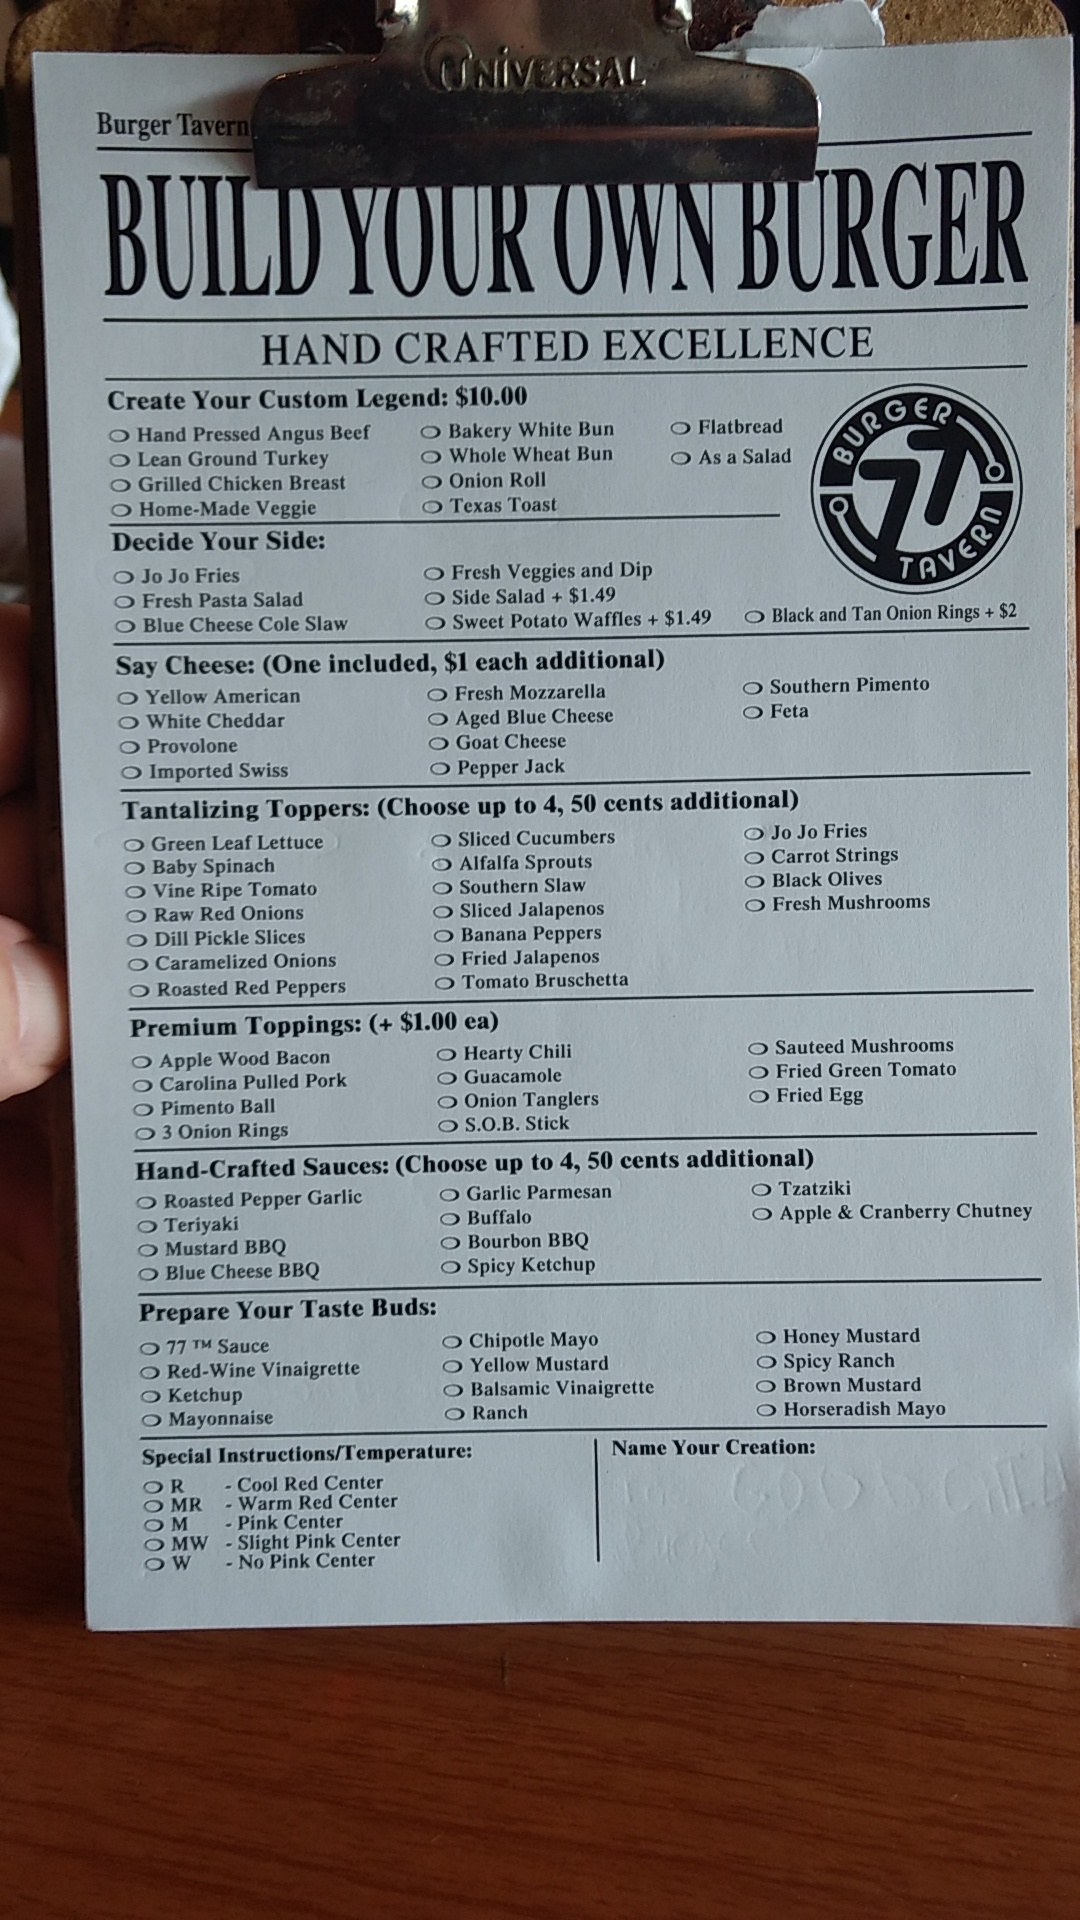 UNIVERSAL
Burger Tavern
BUILD YOUR OWN BURGER
HAND CRAFTED EXCELLENCE
Create Your Custom Legend: $10.00
Hand Pressed Angus Beef
Lean Ground Turkey
Grilled Chicken Breast
Home-Made Veggie
Bakery White Bun
Whole Wheat Bun
Onion Roll
Texas Toast
Flatbread
As a Salad
BURGER
77
TAVERN
Decide Your Side:
Jo Jo Fries
Fresh Pasta Salad
Blue Cheese Cole Slaw
Fresh Veggies and Dip
Side Salad + $1.49
Sweet Potato Waffles + $1.49
Black and Tan Onion Rings + $2
Say Cheese: (One included, $1 each additional)
Yellow American
White Cheddar
Provolone
Imported Swiss
Fresh Mozzarella
Aged Blue Cheese
Goat Cheese
Pepper Jack
Southern Pimento
Feta
Tantalizing Toppers: (Choose up to 4, 50 cents additional)
Green Leaf Lettuce
Baby Spinach
Vine Ripe Tomato
Raw Red Onions
Dill Pickle Slices
Caramelized Onions
Roasted Red Peppers
Sliced Cucumbers
Alfalfa Sprouts
Southern Slaw
Sliced Jalapenos
Banana Peppers
Fried Jalapenos
Tomato Bruschetta
Jo Jo Fries
Carrot Strings
Black Olives
Fresh Mushrooms
Premium Toppings: (+ $1.00 ea)
Apple Wood Bacon
Carolina Pulled Pork
Pimento Ball
3 Onion Rings
Hearty Chili
Guacamole
Onion Tanglers
S.O.B. Stick
Sauteed Mushrooms
Fried Green Tomato
Fried Egg
Hand-Crafted Sauces: (Choose up to 4, 50 cents additional)
Roasted Pepper Garlic
Teriyaki
Mustard BBQ
Blue Cheese BBQ
Garlic Parmesan
Buffalo
Bourbon BBQ
Spicy Ketchup
Tzatziki
Apple & Cranberry Chutney
Prepare Your Taste Buds:
77 ™ Sauce
Red-Wine Vinaigrette
Ketchup
Mayonnaise
Chipotle Mayo
Yellow Mustard
Balsamic Vinaigrette
Ranch
Honey Mustard
Spicy Ranch
Brown Mustard
Horseradish Mayo
Special Instructions/Temperature:
R - Cool Red Center
MR - Warm Red Center
M - Pink Center
MW - Slight Pink Center
W - No Pink Center
Name Your Creation: